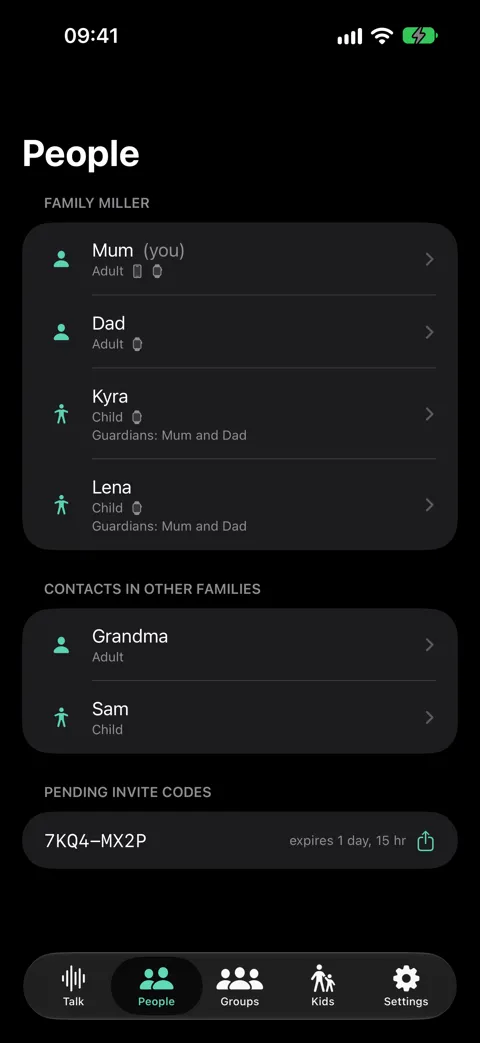 09:41
People
FAMILY MILLER
Mum (you)
Adult
Dad
Adult
Kyra
Child
Guardians: Mum and Dad
Lena
Child
Guardians: Mum and Dad
CONTACTS IN OTHER FAMILIES
Grandma
Adult
Sam
Child
PENDING INVITE CODES
7KQ4–MX2P expires 1 day, 15 hr
Talk People Groups Kids Settings